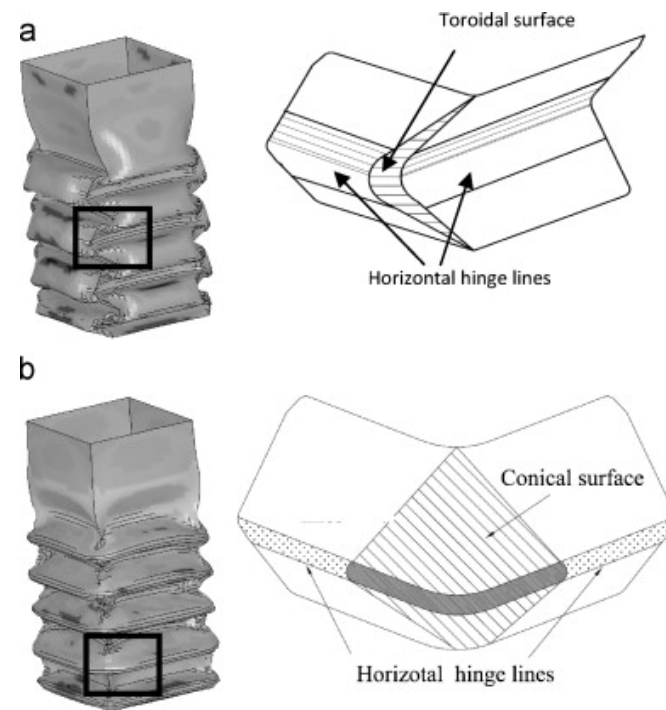 a
Toroidal surface
Horizontal hinge lines
b
Conical surface
Horizotal hinge lines